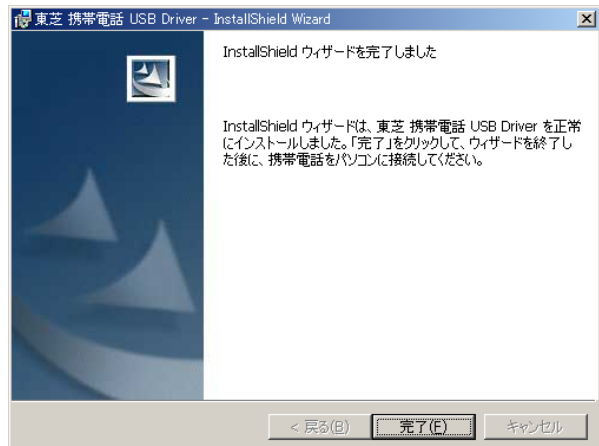 東芝 携帯電話 USB Driver - InstallShield Wizard
InstallShield ウィザードを完了しました
InstallShield ウィザードは、東芝 携帯電話 USB Driver を正常
にインストールしました。「完了」をクリックして、ウィザードを終了し
た後に、携帯電話をパソコンに接続してください。
< 戻る(B)
完了(F)
キャンセル